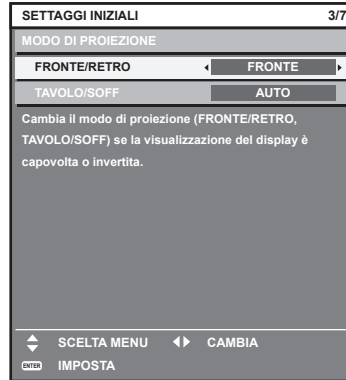 SETTAGGI INIZIALI 3/7
MODO DI PROIEZIONE
FRONTE/RETRO FRONTE
TAVOLO/SOFF AUTO
Cambia il modo di proiezione (FRONTE/RETRO,
TAVOLO/SOFF) se la visualizzazione del display è
capovolta o invertita.
SCELTA MENU CAMBIA
ENTER IMPOSTA